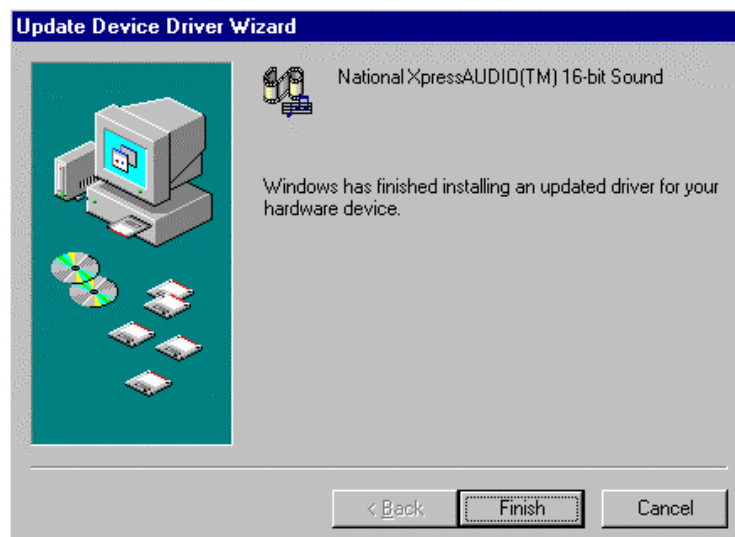 Update Device Driver Wizard
National XpressAUDIO(TM) 16-bit Sound
Windows has finished installing an updated driver for your
hardware device.
< Back
Finish
Cancel